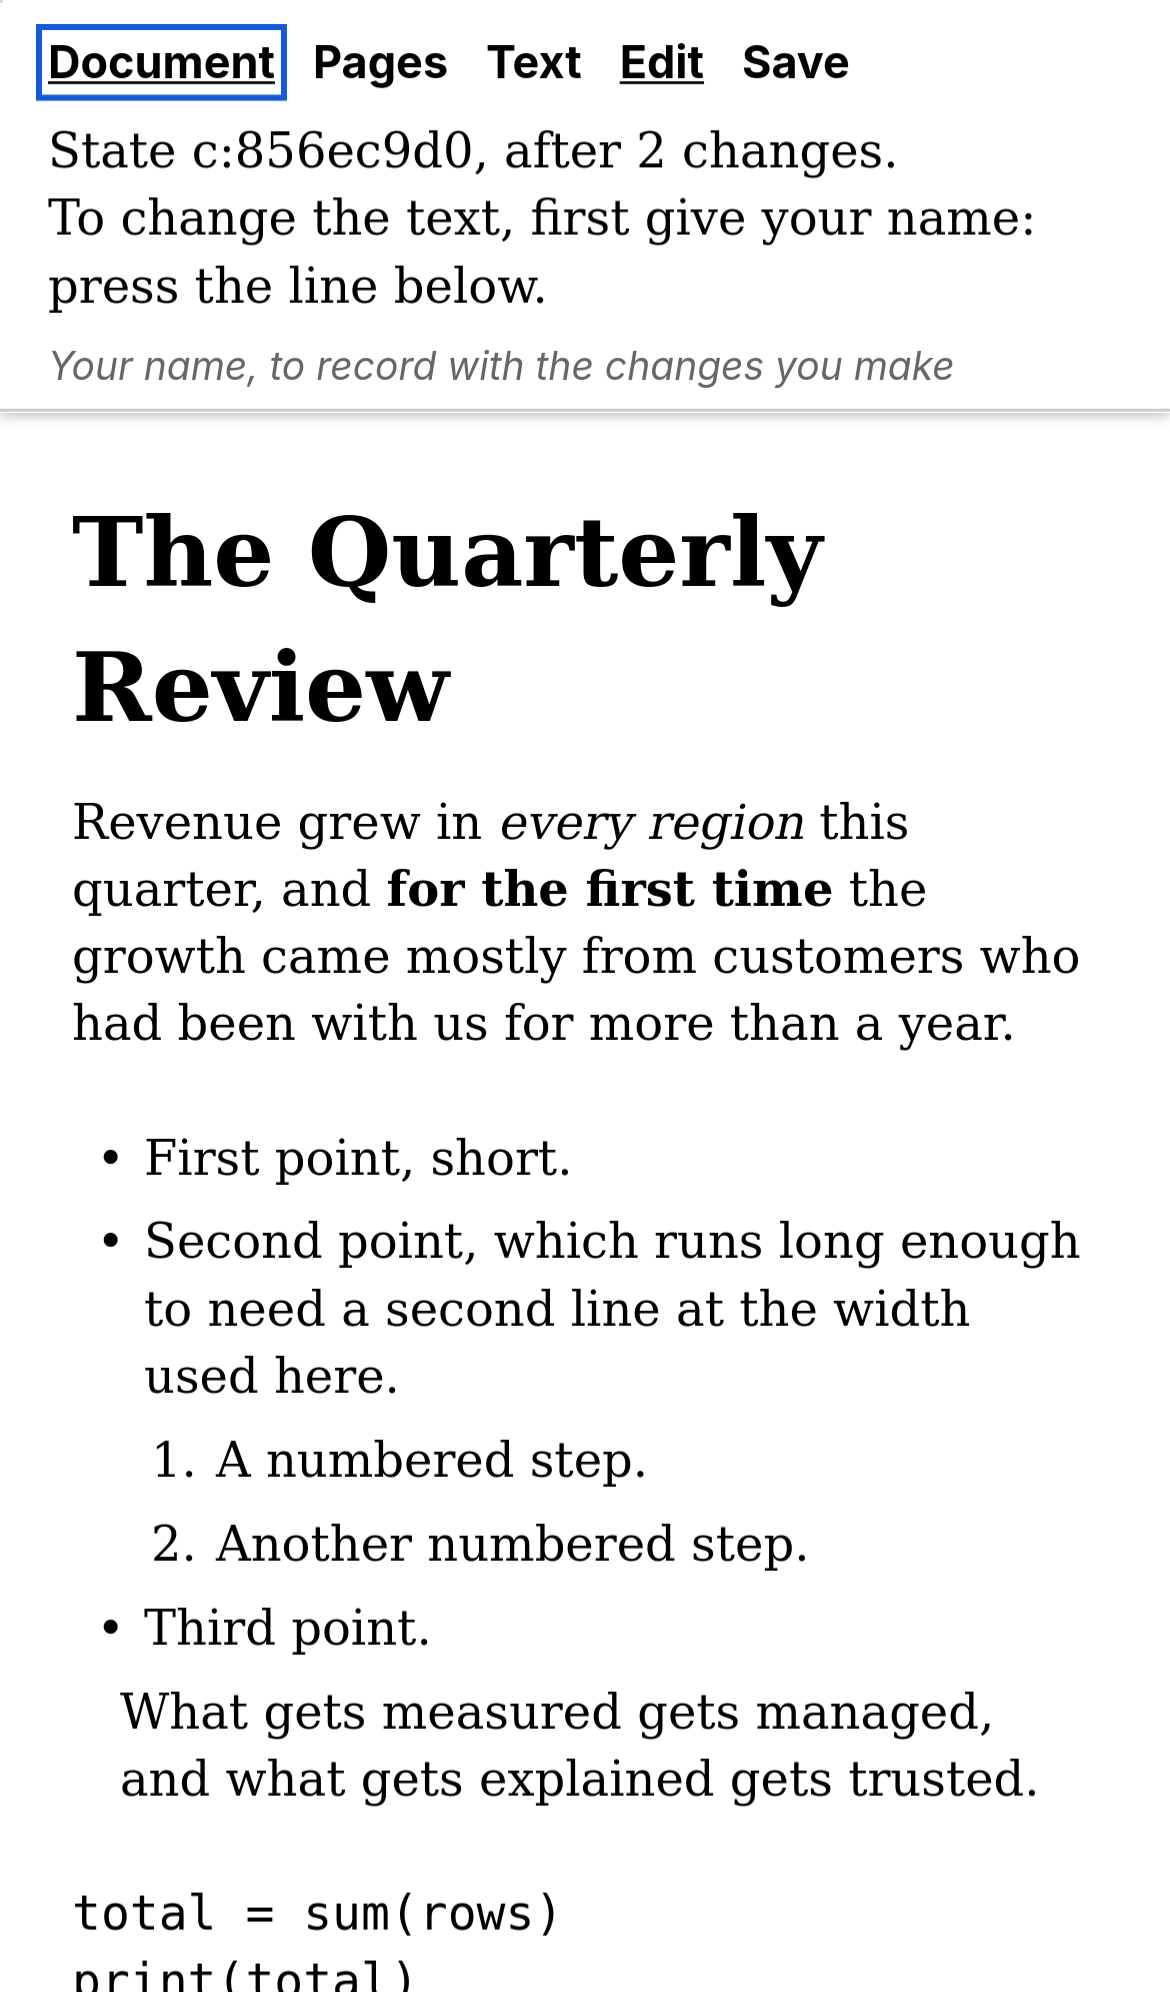 Document Pages Text Edit Save
State c:856ec9d0, after 2 changes.
To change the text, first give your name:
press the line below.
Your name, to record with the changes you make
The Quarterly
Review
Revenue grew in every region this
quarter, and for the first time the
growth came mostly from customers who
had been with us for more than a year.
• First point, short.
• Second point, which runs long enough
to need a second line at the width
used here.
1. A numbered step.
2. Another numbered step.
• Third point.
What gets measured gets managed,
and what gets explained gets trusted.
total = sum(rows)
print(total)